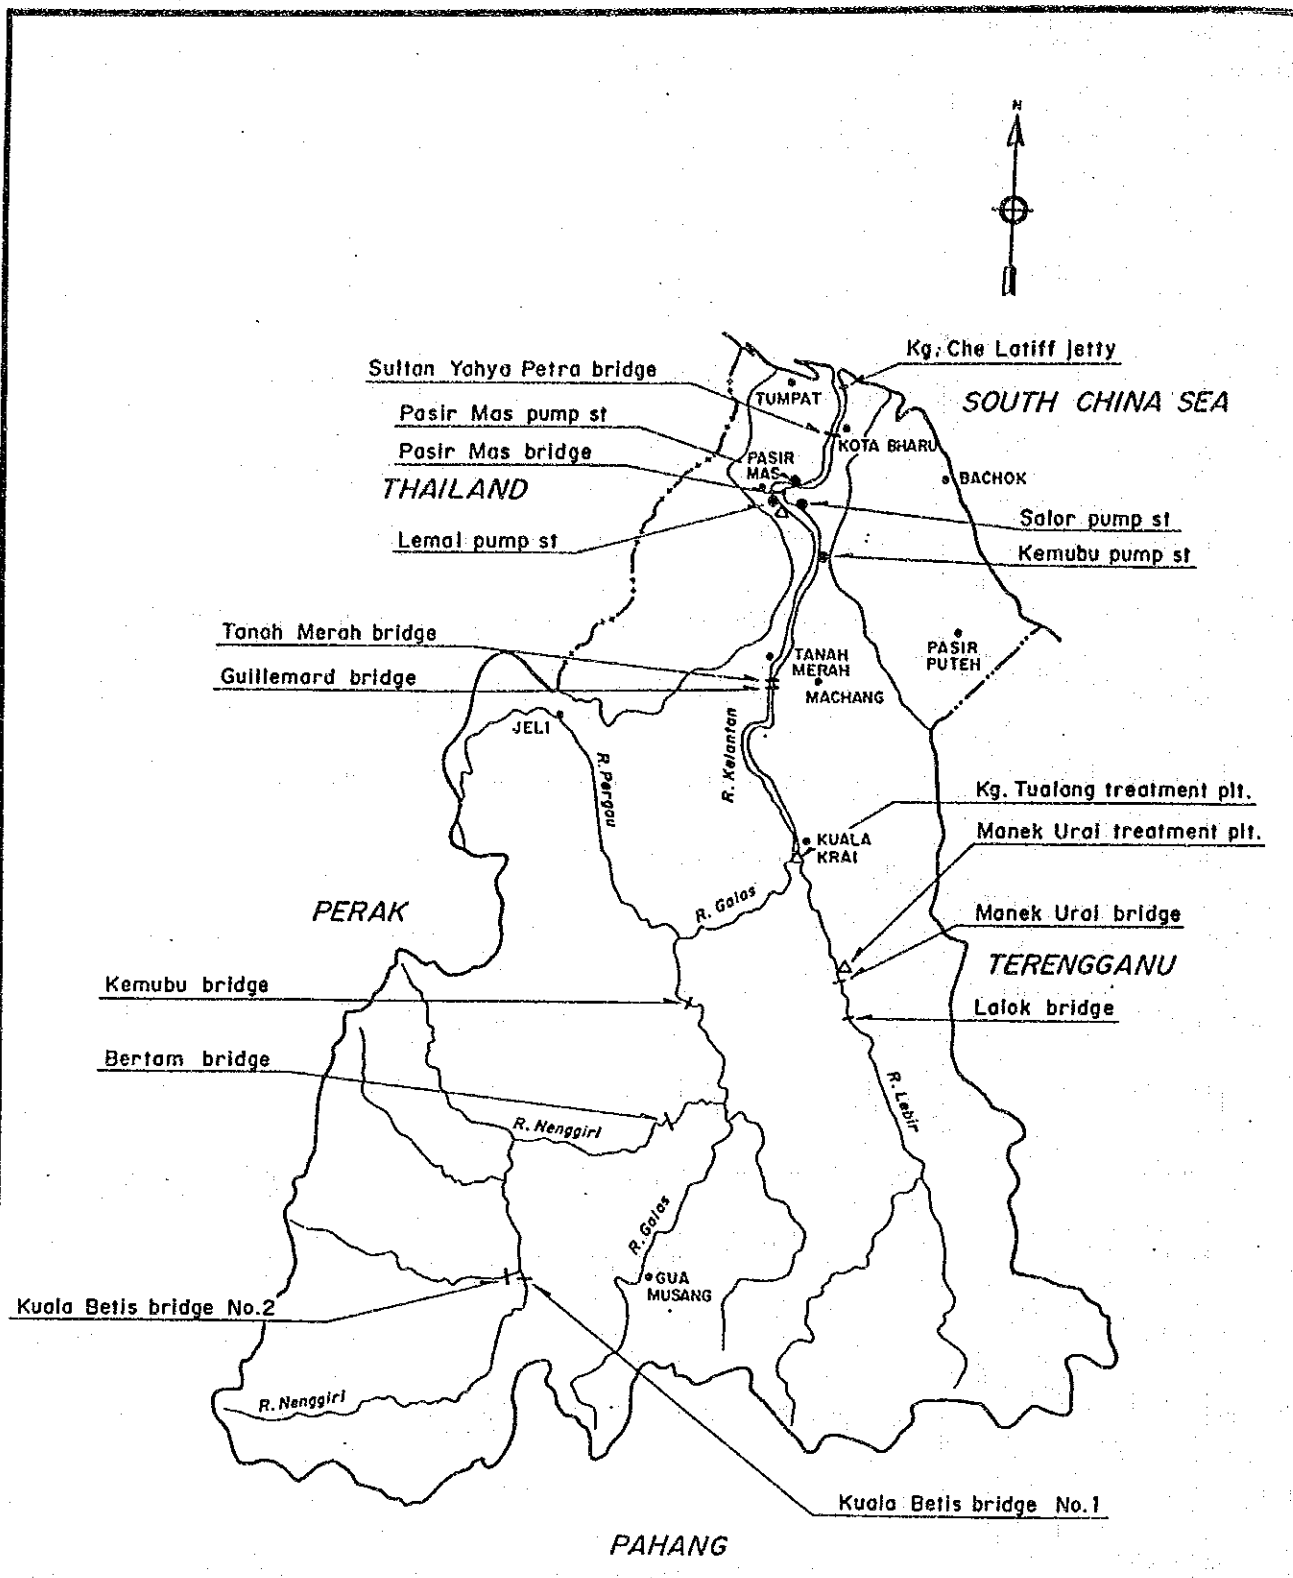 N
Kg. Che Latiff jetty
Sultan Yahya Petra bridge
TUMPAT
SOUTH CHINA SEA
Pasir Mas pump st
KOTA BHARU
Pasir Mas bridge
PASIR
MAS
THAILAND
BACHOK
Salor pump st
Lemal pump st
Kemubu pump st
Tanah Merah bridge
TANAH
MERAH
PASIR
PUTEH
Guillemard bridge
MACHANG
JELI
R. Pergau
R. Kelantan
Kg. Tualang treatment plt.
KUALA
KRAI
Manek Urai treatment plt.
PERAK
R. Galas
Manek Urai bridge
TERENGGANU
Kemubu bridge
Lalok bridge
Bertam bridge
R. Nenggiri
R. Lebir
R. Galas
GUA
MUSANG
Kuala Betis bridge No.2
R. Nenggiri
Kuala Betis bridge No.1
PAHANG